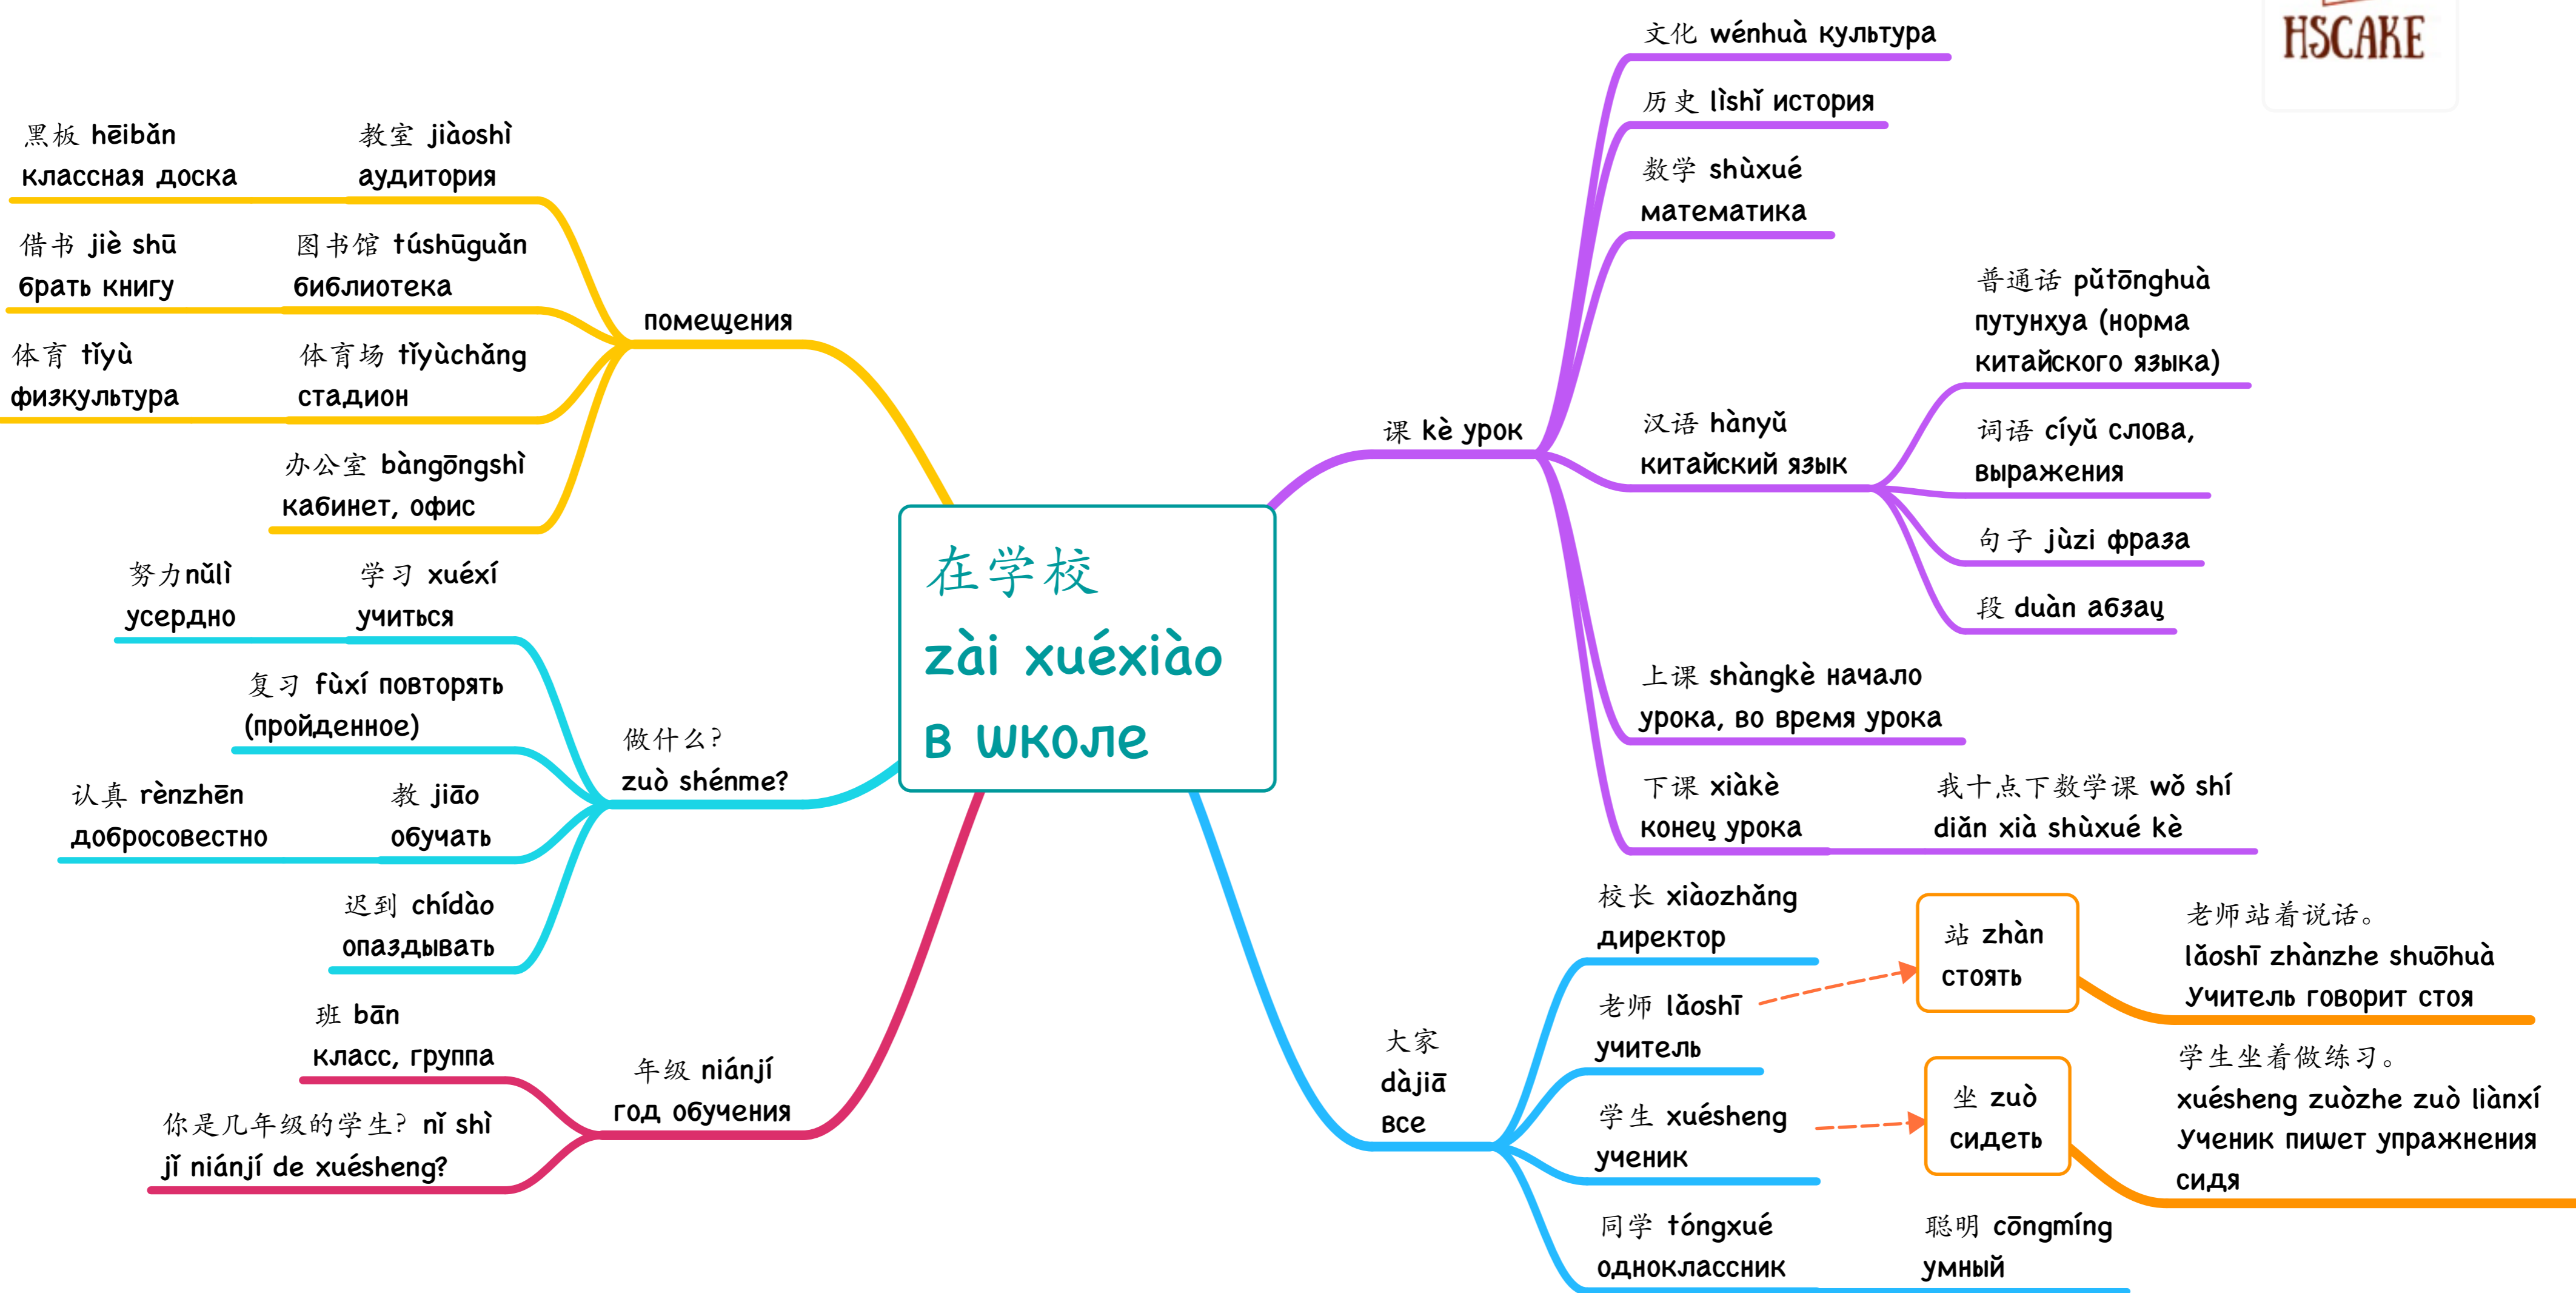 HSCAKE
在学校
zài xuéxiào
в школе
помещения
教室 jiàoshì
аудитория
黑板 hēibǎn
классная доска
图书馆 túshūguǎn
библиотека
借书 jiè shū
брать книгу
体育场 tǐyùchǎng
стадион
体育 tǐyù
физкультура
办公室 bàngōngshì
кабинет, офис
做什么?
zuò shénme?
学习 xuéxí
учиться
努力nǔlì
усердно
复习 fùxí повторять
(пройденное)
教 jiāo
обучать
认真 rènzhēn
добросовестно
迟到 chídào
опаздывать
年级 niánjí
год обучения
班 bān
класс, группа
你是几年级的学生? nǐ shì
jǐ niánjí de xuésheng?
课 kè урок
文化 wénhuà культура
历史 lìshǐ история
数学 shùxué
математика
汉语 hànyǔ
китайский язык
普通话 pǔtōnghuà
путунхуа (норма
китайского языка)
词语 cíyǔ слова,
выражения
句子 jùzi фраза
段 duàn абзац
上课 shàngkè начало
урока, во время урока
下课 xiàkè
конец урока
我十点下数学课 wǒ shí
diǎn xià shùxué kè
大家
dàjiā
все
校长 xiàozhǎng
директор
老师 lǎoshī
учитель
站 zhàn
стоять
老师站着说话。
lǎoshī zhànzhe shuōhuà
Учитель говорит стоя
学生 xuésheng
ученик
坐 zuò
сидеть
学生坐着做练习。
xuésheng zuòzhe zuò liànxí
Ученик пишет упражнения
сидя
同学 tóngxué
одноклассник
聪明 cōngmíng
умный